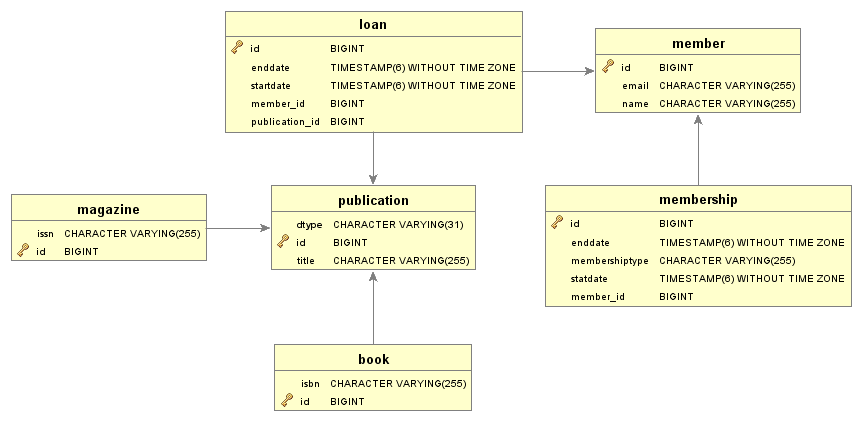 loan
id BIGINT
enddate TIMESTAMP(6) WITHOUT TIME ZONE
startdate TIMESTAMP(6) WITHOUT TIME ZONE
member_id BIGINT
publication_id BIGINT
member
id BIGINT
email CHARACTER VARYING(255)
name CHARACTER VARYING(255)
magazine
issn CHARACTER VARYING(255)
id BIGINT
publication
dtype CHARACTER VARYING(31)
id BIGINT
title CHARACTER VARYING(255)
membership
id BIGINT
enddate TIMESTAMP(6) WITHOUT TIME ZONE
membershiptype CHARACTER VARYING(255)
statdate TIMESTAMP(6) WITHOUT TIME ZONE
member_id BIGINT
book
isbn CHARACTER VARYING(255)
id BIGINT